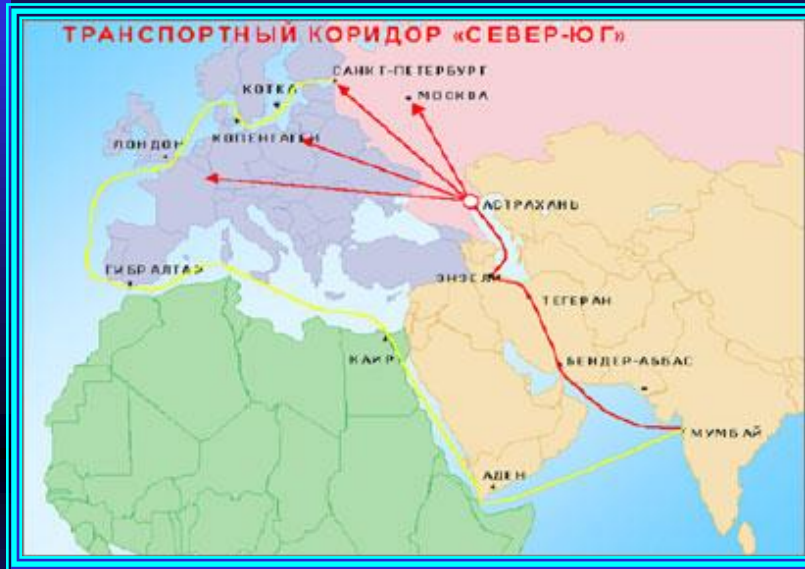 ТРАНСПОРТНЫЙ КОРИДОР «СЕВЕР-ЮГ»
САНКТ-ПЕТЕРБУРГ
КОТКА
МОСКВА
ЛОНДОН
КОПЕНГАГЕН
АСТРАХАНЬ
ГИБРАЛТАР
ЭНЗЕЛИ
ТЕГЕРАН
КАИР
БЕНДЕР-АББАС
МУМБАЙ
АДЕН